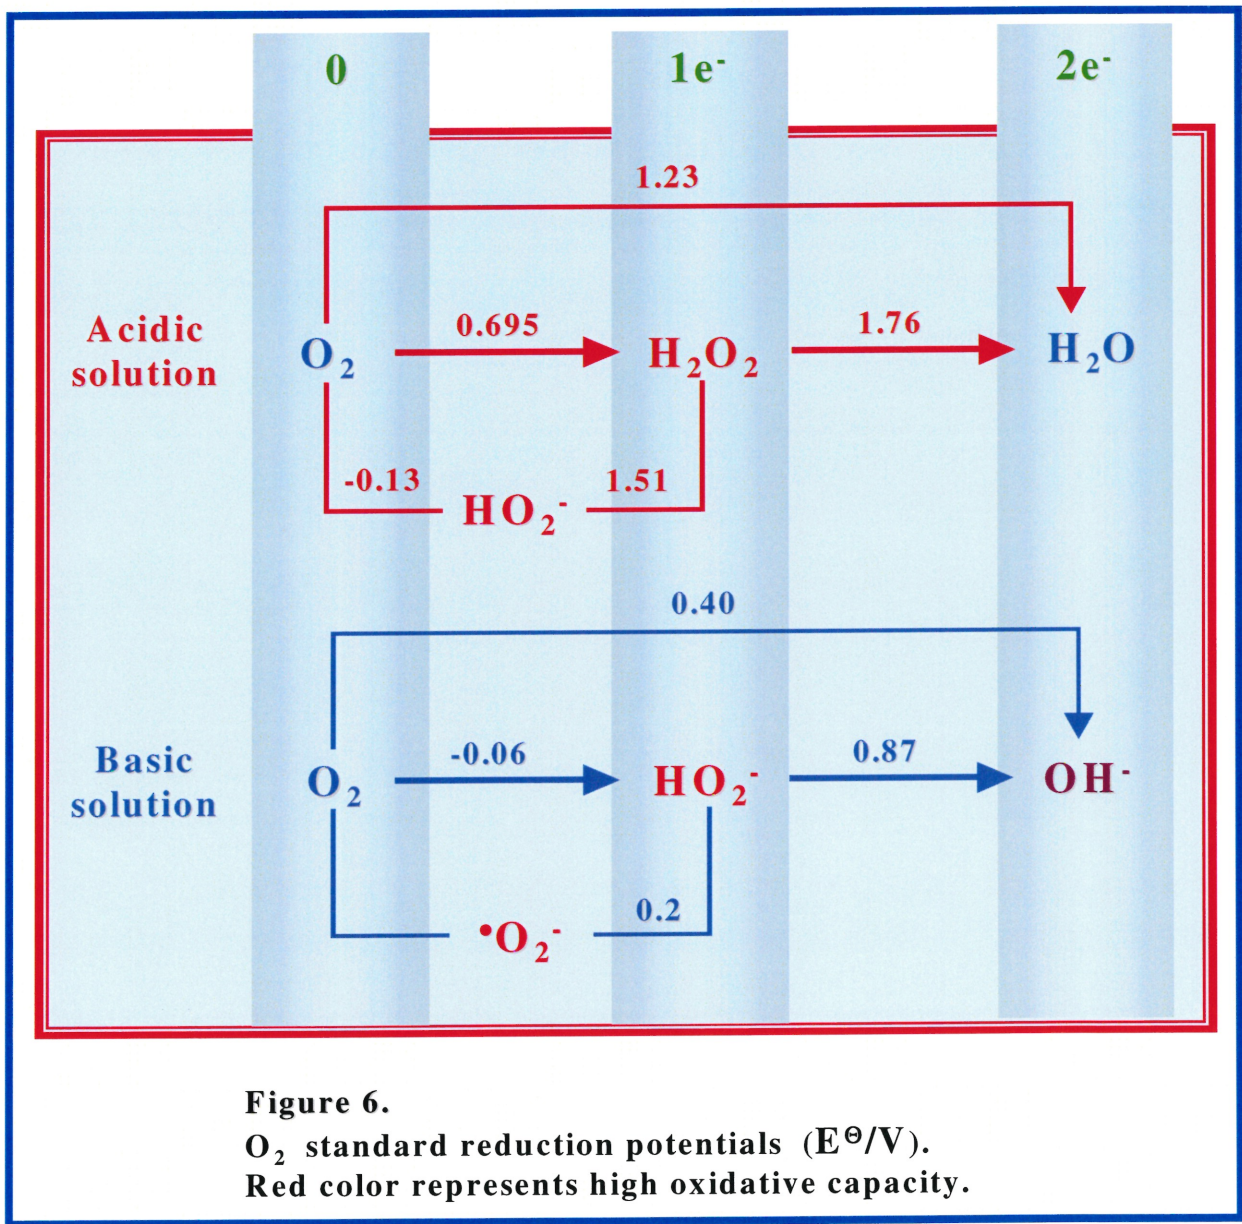 0 1e⁻ 2e⁻
1.23
Acidic
solution
O₂ 0.695 H₂O₂ 1.76 H₂O
-0.13 HO₂⁻ 1.51
0.40
Basic
solution
O₂ -0.06 HO₂⁻ 0.87 OH⁻
•O₂⁻ 0.2
Figure 6.
O₂ standard reduction potentials (E⊖/V).
Red color represents high oxidative capacity.